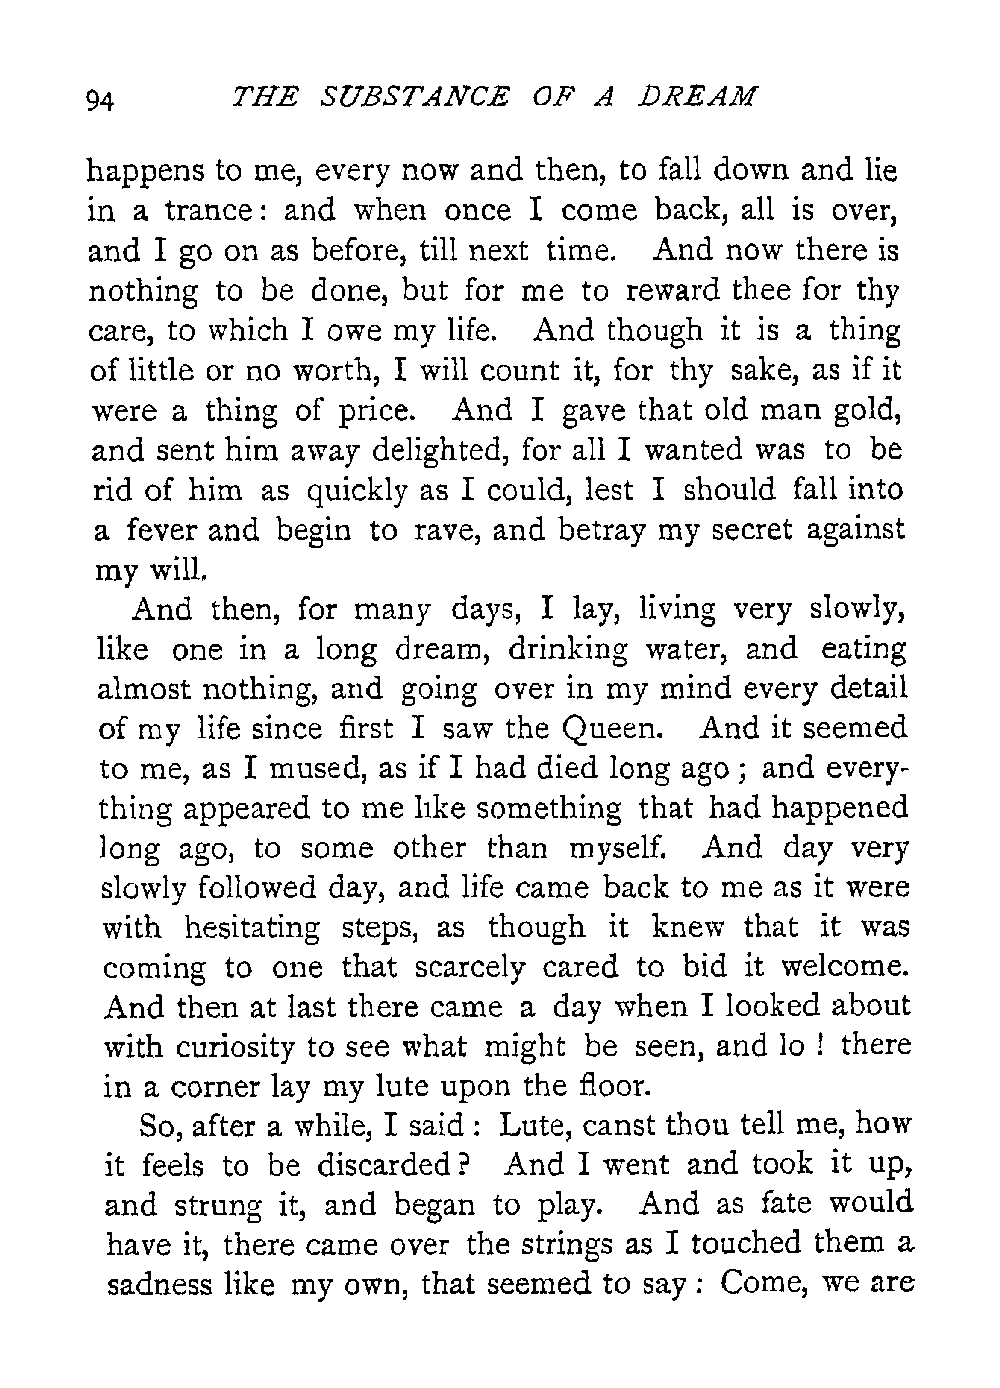 94 THE SUBSTANCE OF A DREAM
happens to me, every now and then, to fall down and lie
in a trance: and when once I come back, all is over,
and I go on as before, till next time. And now there is
nothing to be done, but for me to reward thee for thy
care, to which I owe my life. And though it is a thing
of little or no worth, I will count it, for thy sake, as if it
were a thing of price. And I gave that old man gold,
and sent him away delighted, for all I wanted was to be
rid of him as quickly as I could, lest I should fall into
a fever and begin to rave, and betray my secret against
my will.
And then, for many days, I lay, living very slowly,
like one in a long dream, drinking water, and eating
almost nothing, and going over in my mind every detail
of my life since first I saw the Queen. And it seemed
to me, as I mused, as if I had died long ago; and every-
thing appeared to me like something that had happened
long ago, to some other than myself. And day very
slowly followed day, and life came back to me as it were
with hesitating steps, as though it knew that it was
coming to one that scarcely cared to bid it welcome.
And then at last there came a day when I looked about
with curiosity to see what might be seen, and lo! there
in a corner lay my lute upon the floor.
So, after a while, I said: Lute, canst thou tell me, how
it feels to be discarded? And I went and took it up,
and strung it, and began to play. And as fate would
have it, there came over the strings as I touched them a
sadness like my own, that seemed to say: Come, we are